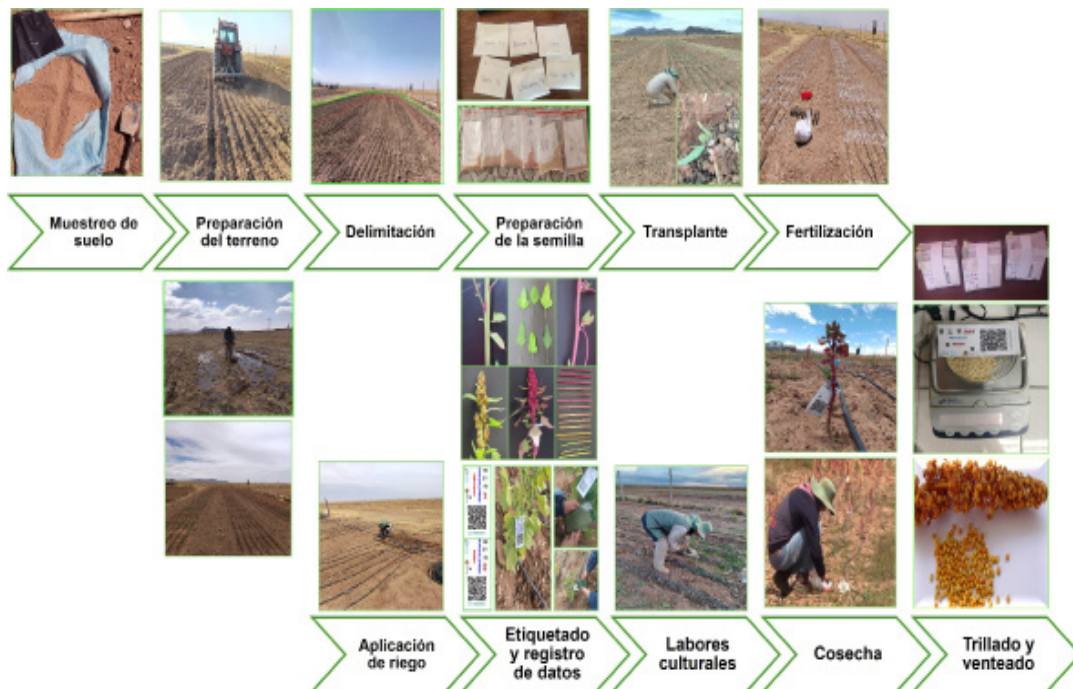 Muestreo de
suelo
Preparación
del terreno
Delimitación
Preparación
de la semilla
Transplante
Fertilización
Aplicación
de riego
Etiquetado
y registro
de datos
Labores
culturales
Cosecha
Trillado y
venteado